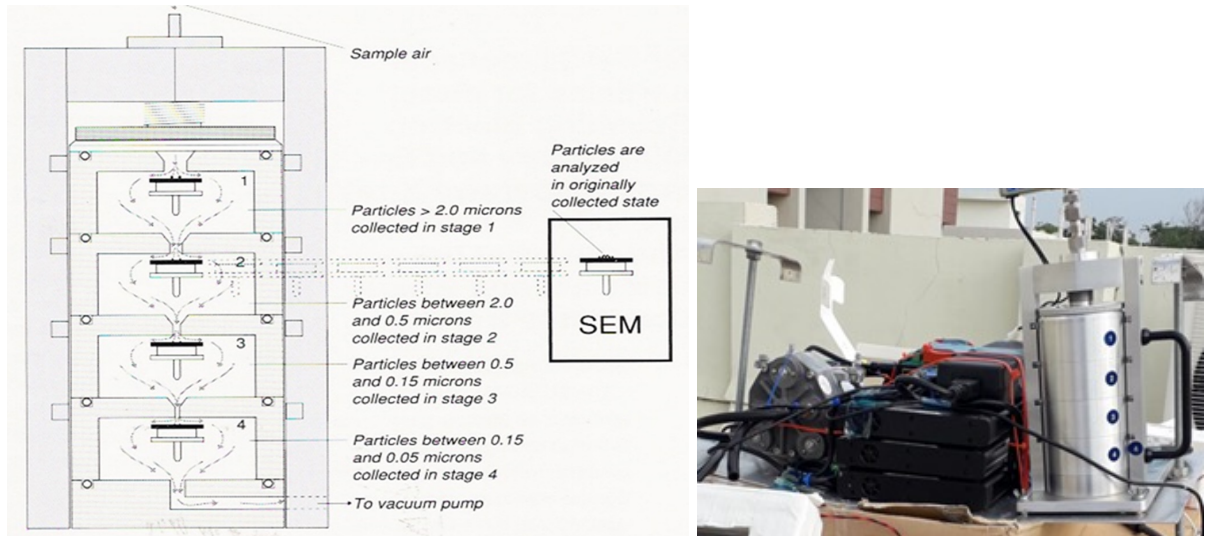 Sample air
1
Particles > 2.0 microns
collected in stage 1
2
Particles are
analyzed
in originally
collected state
SEM
Particles between 2.0
and 0.5 microns
collected in stage 2
3
Particles between 0.5
and 0.15 microns
collected in stage 3
4
Particles between 0.15
and 0.05 microns
collected in stage 4
To vacuum pump
1
2
3
4